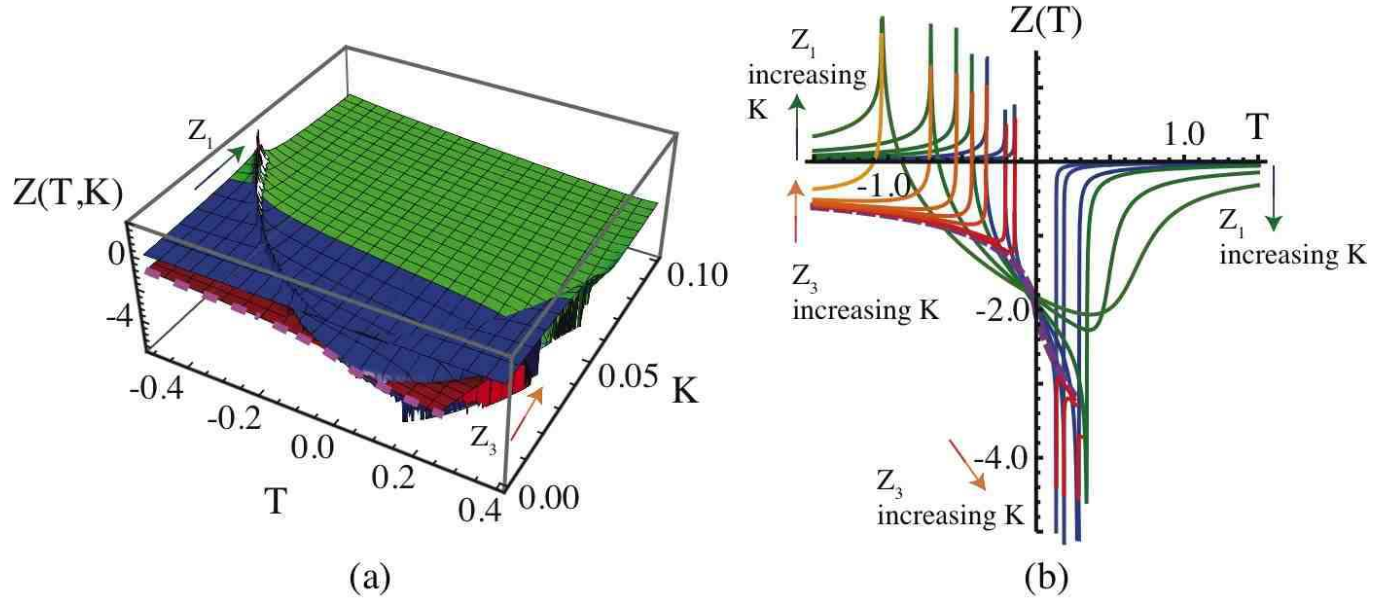 Z₁
Z(T,K)
0
-4
-0.4
-0.2
0.0
0.2
0.4
T
Z₃
0.00
0.05
0.10
K
(a)
Z(T)
Z₁
increasing
K
1.0
T
-1.0
Z₁
increasing K
Z₃
increasing K
-2.0
-4.0
Z₃
increasing K
(b)